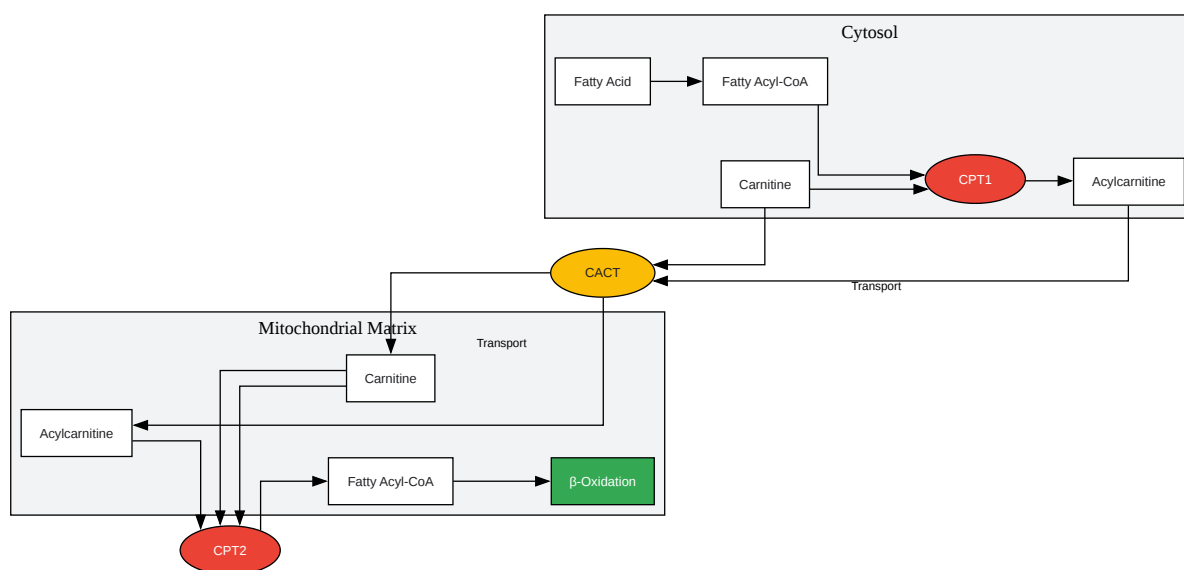 Cytosol
Fatty Acid
Fatty Acyl-CoA
Carnitine
CPT1
Acylcarnitine
CACT
Transport
Mitochondrial Matrix
Transport
Carnitine
Acylcarnitine
Fatty Acyl-CoA
β-Oxidation
CPT2